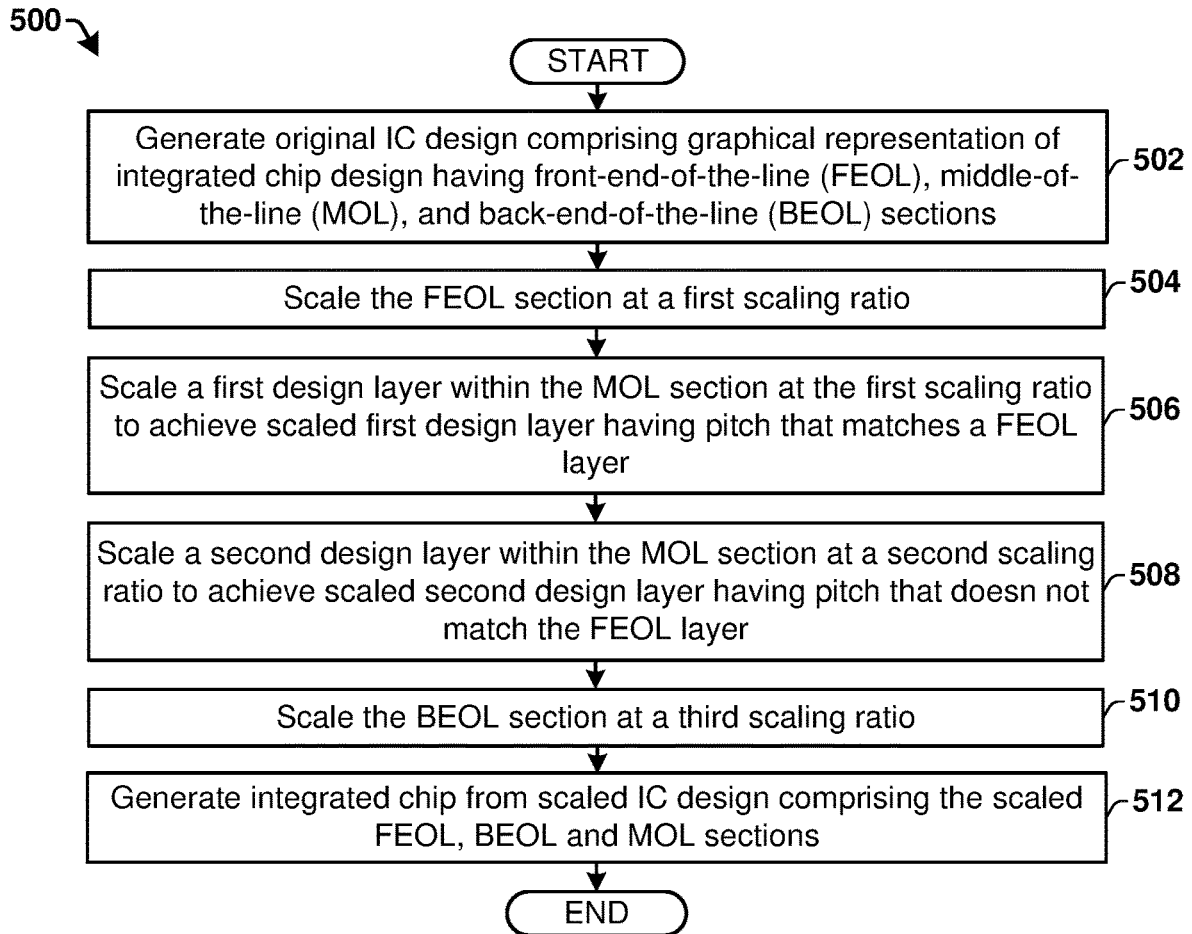 500
START
Generate original IC design comprising graphical representation of
integrated chip design having front-end-of-the-line (FEOL), middle-of-
the-line (MOL), and back-end-of-the-line (BEOL) sections
502
Scale the FEOL section at a first scaling ratio
504
Scale a first design layer within the MOL section at the first scaling ratio
to achieve scaled first design layer having pitch that matches a FEOL
layer
506
Scale a second design layer within the MOL section at a second scaling
ratio to achieve scaled second design layer having pitch that doesn not
match the FEOL layer
508
Scale the BEOL section at a third scaling ratio
510
Generate integrated chip from scaled IC design comprising the scaled
FEOL, BEOL and MOL sections
512
END